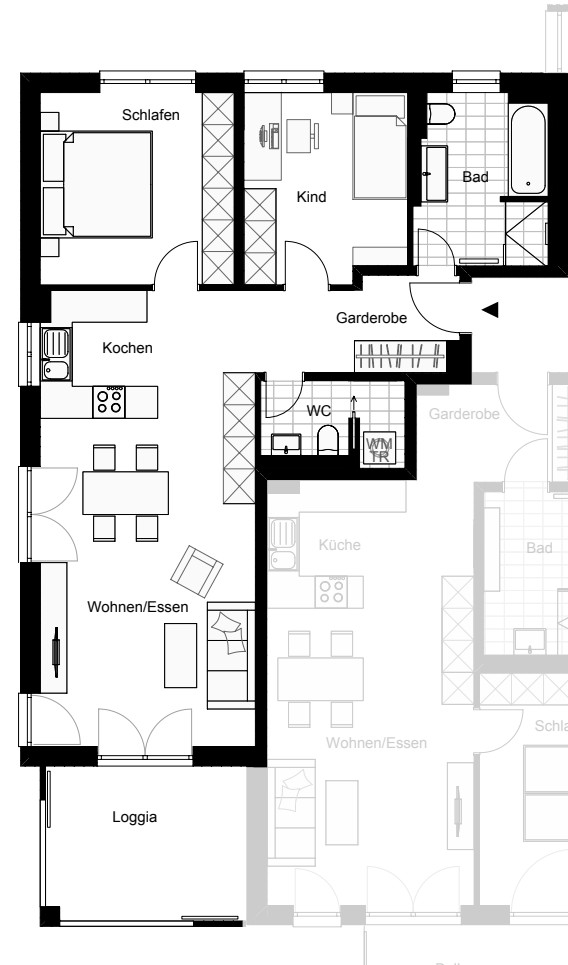 Schlafen
Kind
Bad
Garderobe
Kochen
WC
Garderobe
WM
TR
Küche
Bad
Wohnen/Essen
Wohnen/Essen
Loggia